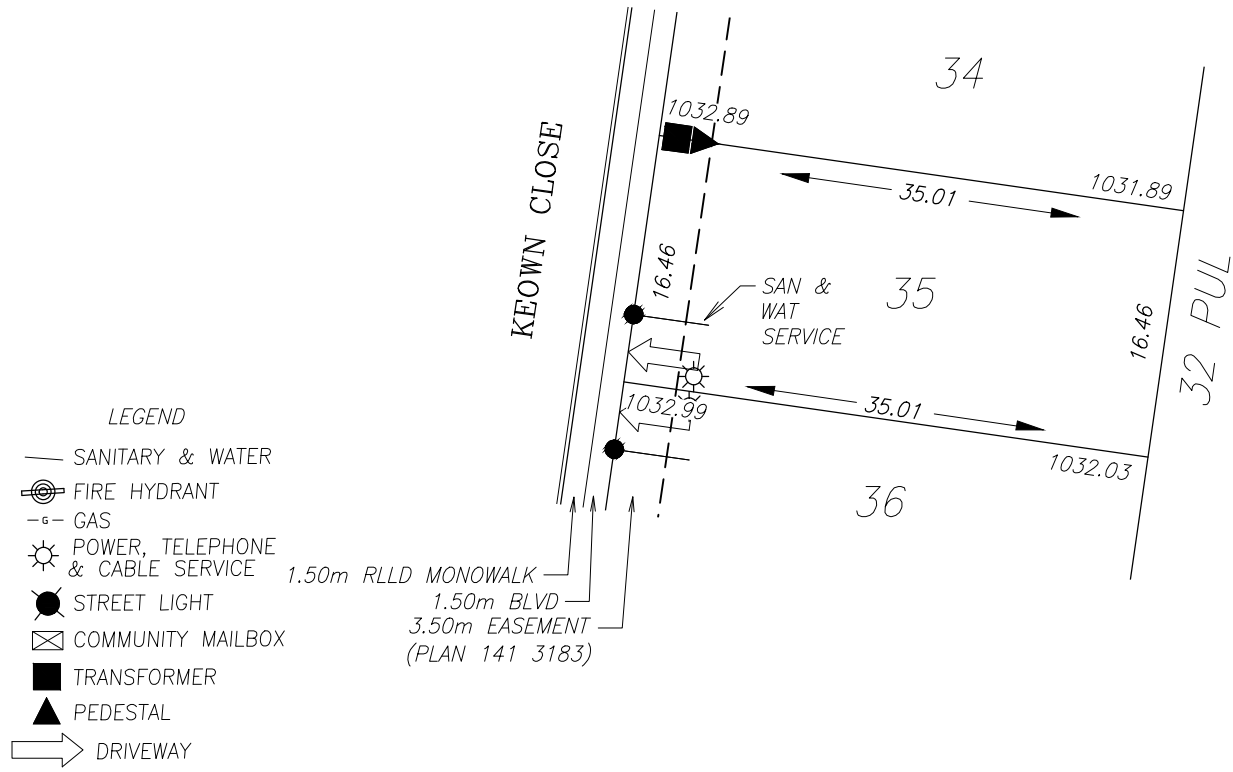 34
1032.89
1031.89
35.01
KEOWN CLOSE
16.46
SAN &
WAT
SERVICE
35
16.46
32 PUL
35.01
1032.99
1032.03
36
LEGEND
SANITARY & WATER
FIRE HYDRANT
-G- GAS
POWER, TELEPHONE
& CABLE SERVICE
STREET LIGHT
COMMUNITY MAILBOX
TRANSFORMER
PEDESTAL
DRIVEWAY
1.50m RLLD MONOWALK
1.50m BLVD
3.50m EASEMENT
(PLAN 141 3183)